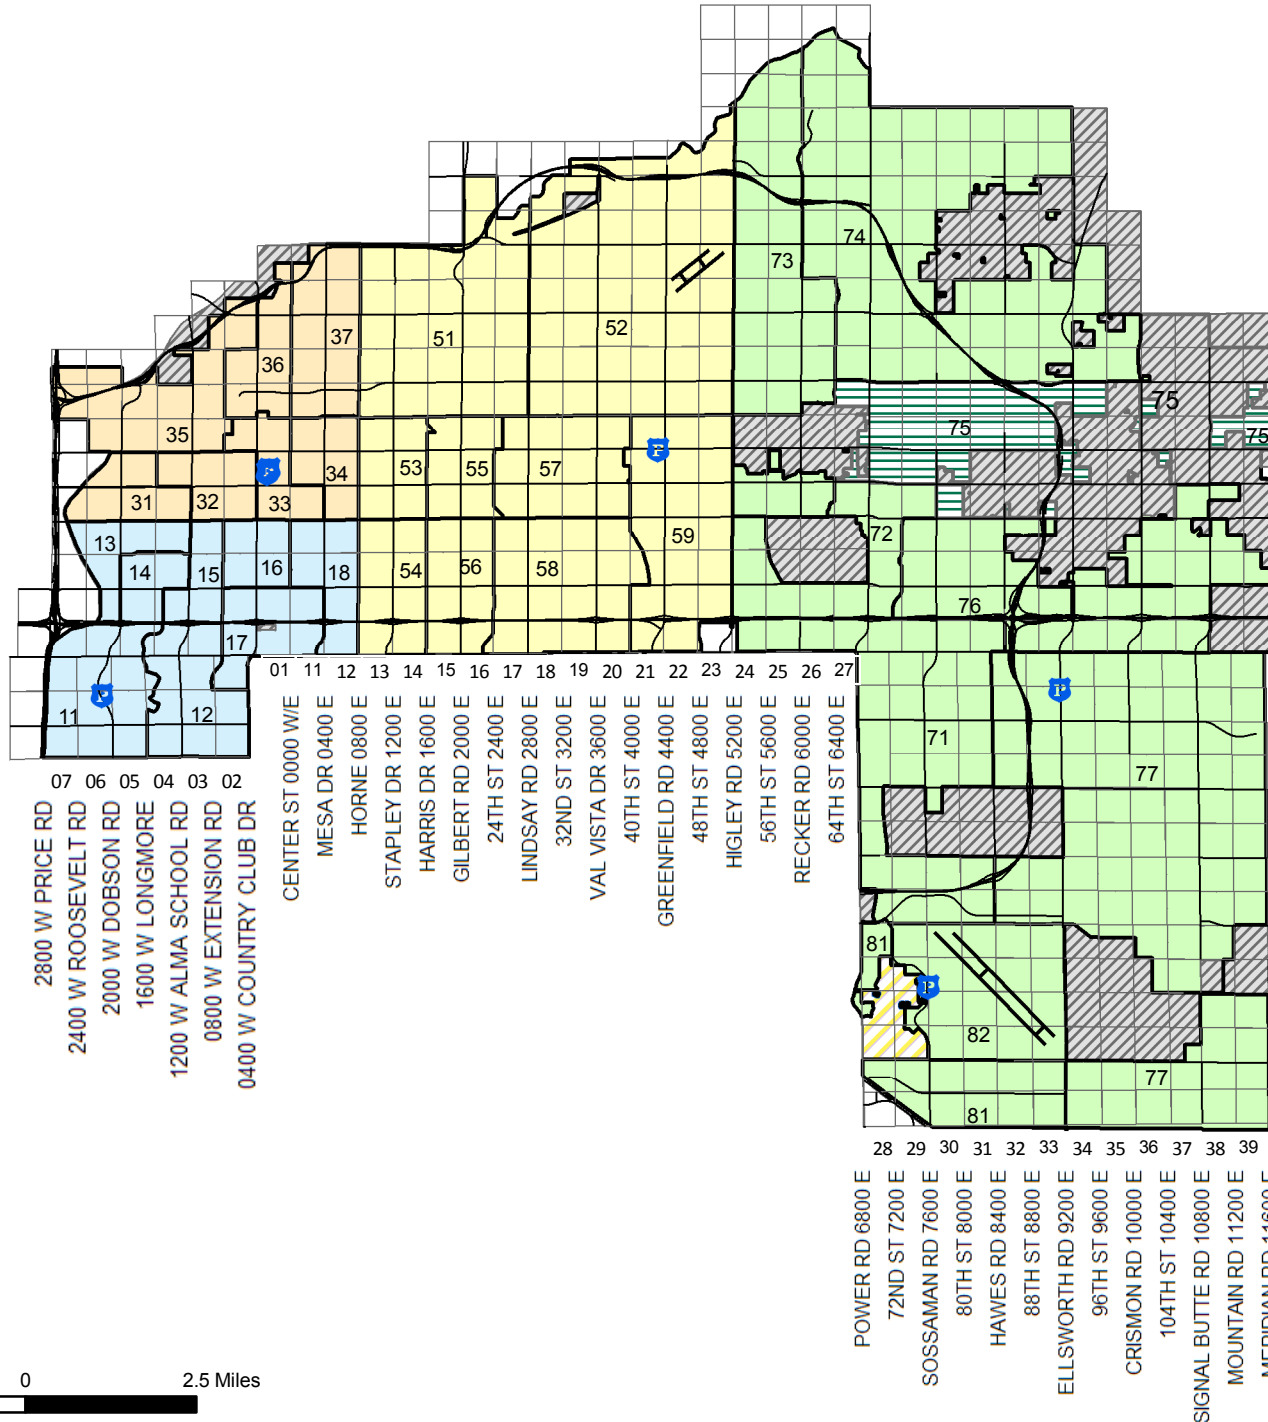 74
73
52
37
51
36
75
75
35
75
34
53
55
57
31
32
33
59
72
13
14
15
16
18
54
56
58
76
17
01 11 12 13 14 15 16 17 18 19 20 21 22 23 24 25 26 27
11
12
71
77
07 06 05 04 03 02
2800 W PRICE RD
2400 W ROOSEVELT RD
2000 W DOBSON RD
1600 W LONGMORE
1200 W ALMA SCHOOL RD
0800 W EXTENSION RD
0400 W COUNTRY CLUB DR
CENTER ST 0000 W/E
MESA DR 0400 E
HORNE 0800 E
STAPLEY DR 1200 E
HARRIS DR 1600 E
GILBERT RD 2000 E
24TH ST 2400 E
LINDSAY RD 2800 E
32ND ST 3200 E
VAL VISTA DR 3600 E
40TH ST 4000 E
GREENFIELD RD 4400 E
48TH ST 4800 E
HIGLEY RD 5200 E
56TH ST 5600 E
RECKER RD 6000 E
64TH ST 6400 E
81
82
77
81
28 29 30 31 32 33 34 35 36 37 38 39
POWER RD 6800 E
72ND ST 7200 E
SOSSAMAN RD 7600 E
80TH ST 8000 E
HAWES RD 8400 E
88TH ST 8800 E
ELLSWORTH RD 9200 E
96TH ST 9600 E
CRISMON RD 10000 E
104TH ST 10400 E
SIGNAL BUTTE RD 10800 E
MOUNTAIN RD 11200 E
0 2.5 Miles